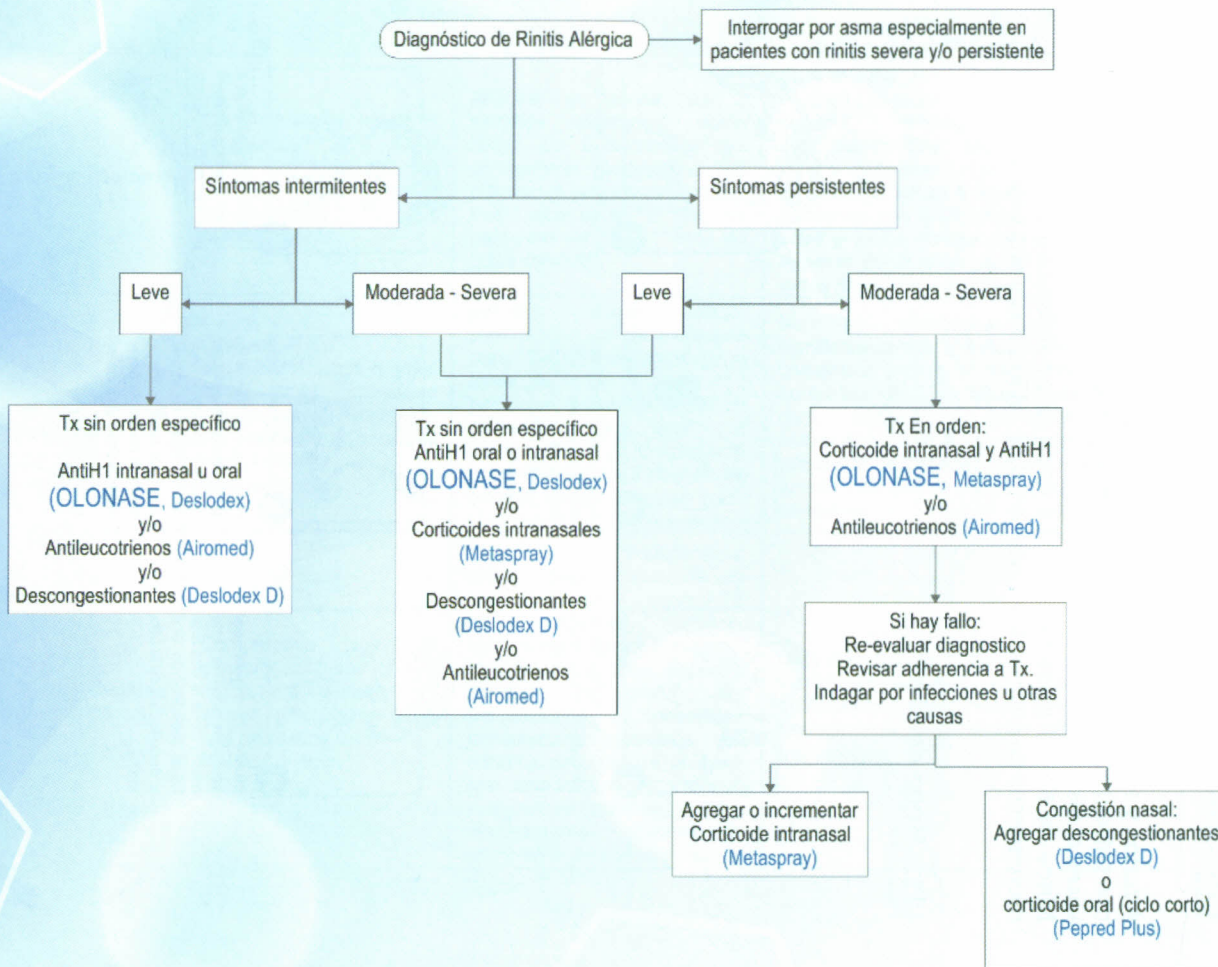 Diagnóstico de Rinitis Alérgica
Interrogar por asma especialmente en
pacientes con rinitis severa y/o persistente
Síntomas intermitentes
Síntomas persistentes
Leve
Moderada - Severa
Leve
Moderada - Severa
Tx sin orden específico
AntiH1 intranasal u oral
(OLONASE, Deslodex)
y/o
Antileucotrienos (Airomed)
y/o
Descongestionantes (Deslodex D)
Tx sin orden especifico
AntiH1 oral o intranasal
(OLONASE, Deslodex)
y/o
Corticoides intranasales
(Metaspray)
y/o
Descongestionantes
(Deslodex D)
y/o
Antileucotrienos
(Airomed)
Tx En orden:
Corticoide intranasal y AntiH1
(OLONASE, Metaspray)
y/o
Antileucotrienos (Airomed)
Si hay fallo:
Re-evaluar diagnostico
Revisar adherencia a Tx.
Indagar por infecciones u otras
causas
Agregar o incrementar
Corticoide intranasal
(Metaspray)
Congestión nasal:
Agregar descongestionantes
(Deslodex D)
o
corticoide oral (ciclo corto)
(Pepred Plus)